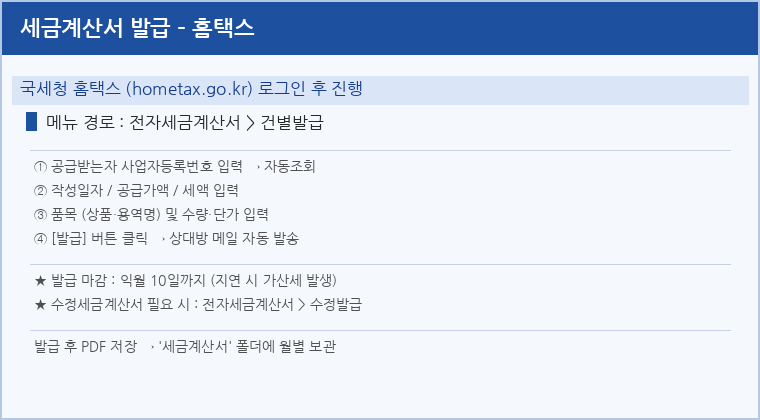 세금계산서 발급 - 홈택스
국세청 홈택스 (hometax.go.kr) 로그인 후 진행
메뉴 경로 : 전자세금계산서 > 건별발급
① 공급받는자 사업자등록번호 입력 → 자동조회
② 작성일자 / 공급가액 / 세액 입력
③ 품목 (상품·용역명) 및 수량·단가 입력
④ [발급] 버튼 클릭 → 상대방 메일 자동 발송
★ 발급 마감 : 익월 10일까지 (지연 시 가산세 발생)
★ 수정세금계산서 필요 시 : 전자세금계산서 > 수정발급
발급 후 PDF 저장 → '세금계산서' 폴더에 월별 보관